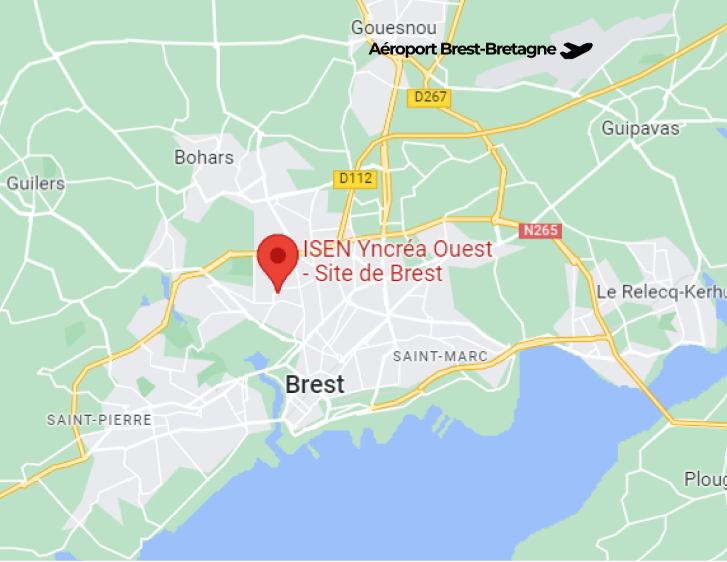 Gouesnou
Aéroport Brest-Bretagne
D267
Guipavas
Bohars
D112
Guilers
N265
ISEN Yncréa Ouest
- Site de Brest
Le Relecq-Kerhu
SAINT-MARC
Brest
SAINT-PIERRE
Ploug